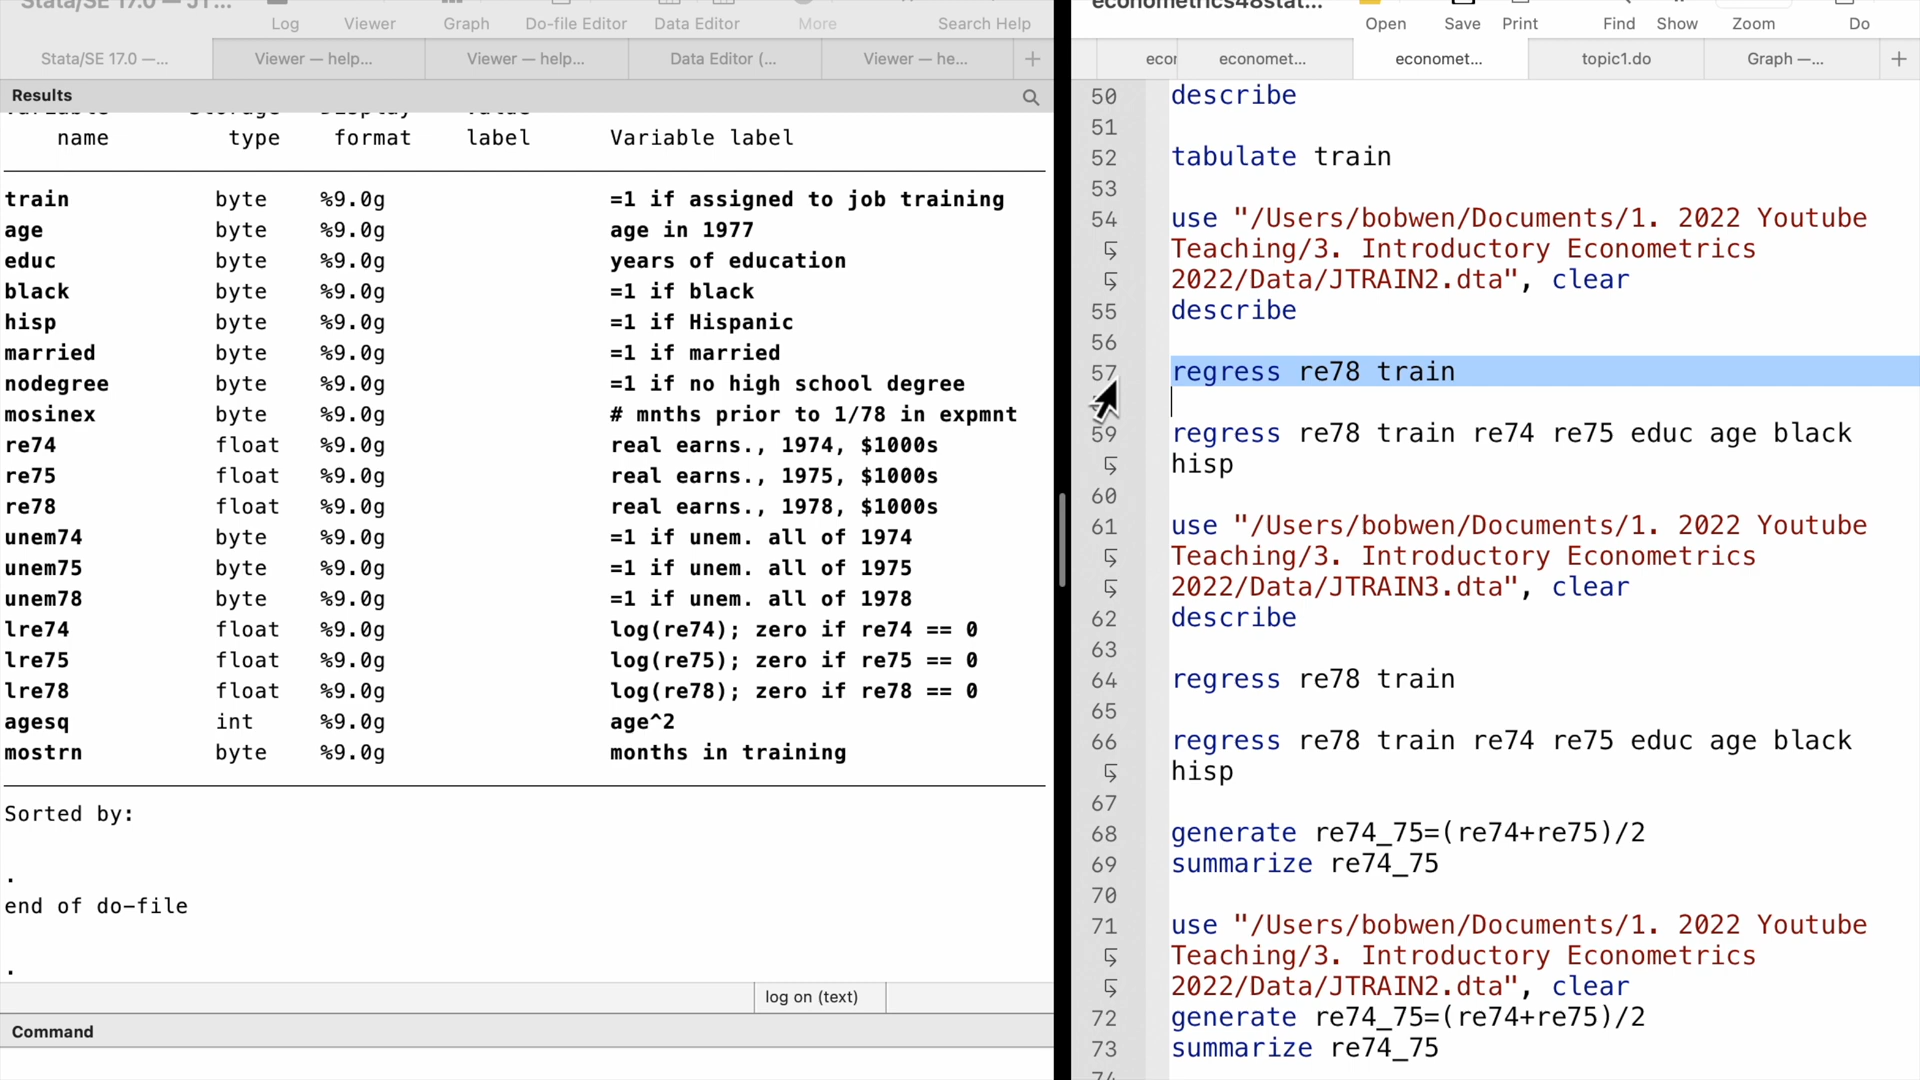 Stata/SE 17.0 — JT...
Log Viewer Graph Do-file Editor Data Editor More Search Help
Stata/SE 17.0 —... Viewer — help... Viewer — help... Data Editor (... Viewer — he... +
Results
Variable Storage Display Value
name type format label Variable label
train byte %9.0g =1 if assigned to job training
age byte %9.0g age in 1977
educ byte %9.0g years of education
black byte %9.0g =1 if black
hisp byte %9.0g =1 if Hispanic
married byte %9.0g =1 if married
nodegree byte %9.0g =1 if no high school degree
mosinex byte %9.0g # mnths prior to 1/78 in expmnt
re74 float %9.0g real earns., 1974, $1000s
re75 float %9.0g real earns., 1975, $1000s
re78 float %9.0g real earns., 1978, $1000s
unem74 byte %9.0g =1 if unem. all of 1974
unem75 byte %9.0g =1 if unem. all of 1975
unem78 byte %9.0g =1 if unem. all of 1978
lre74 float %9.0g log(re74); zero if re74 == 0
lre75 float %9.0g log(re75); zero if re75 == 0
lre78 float %9.0g log(re78); zero if re78 == 0
agesq int %9.0g age^2
mostrn byte %9.0g months in training
Sorted by:
.
end of do-file
.
log on (text)
Command
econometrics48stat...
Open Save Print Find Show Zoom Do
econ economet... economet... topic1.do Graph —... +
50 describe
51
52 tabulate train
53
54 use "/Users/bobwen/Documents/1. 2022 Youtube
Teaching/3. Introductory Econometrics
2022/Data/JTRAIN2.dta", clear
55 describe
56
57 regress re78 train
59 regress re78 train re74 re75 educ age black
hisp
60
61 use "/Users/bobwen/Documents/1. 2022 Youtube
Teaching/3. Introductory Econometrics
2022/Data/JTRAIN3.dta", clear
62 describe
63
64 regress re78 train
65
66 regress re78 train re74 re75 educ age black
hisp
67
68 generate re74_75=(re74+re75)/2
69 summarize re74_75
70
71 use "/Users/bobwen/Documents/1. 2022 Youtube
Teaching/3. Introductory Econometrics
2022/Data/JTRAIN2.dta", clear
72 generate re74_75=(re74+re75)/2
73 summarize re74_75
74